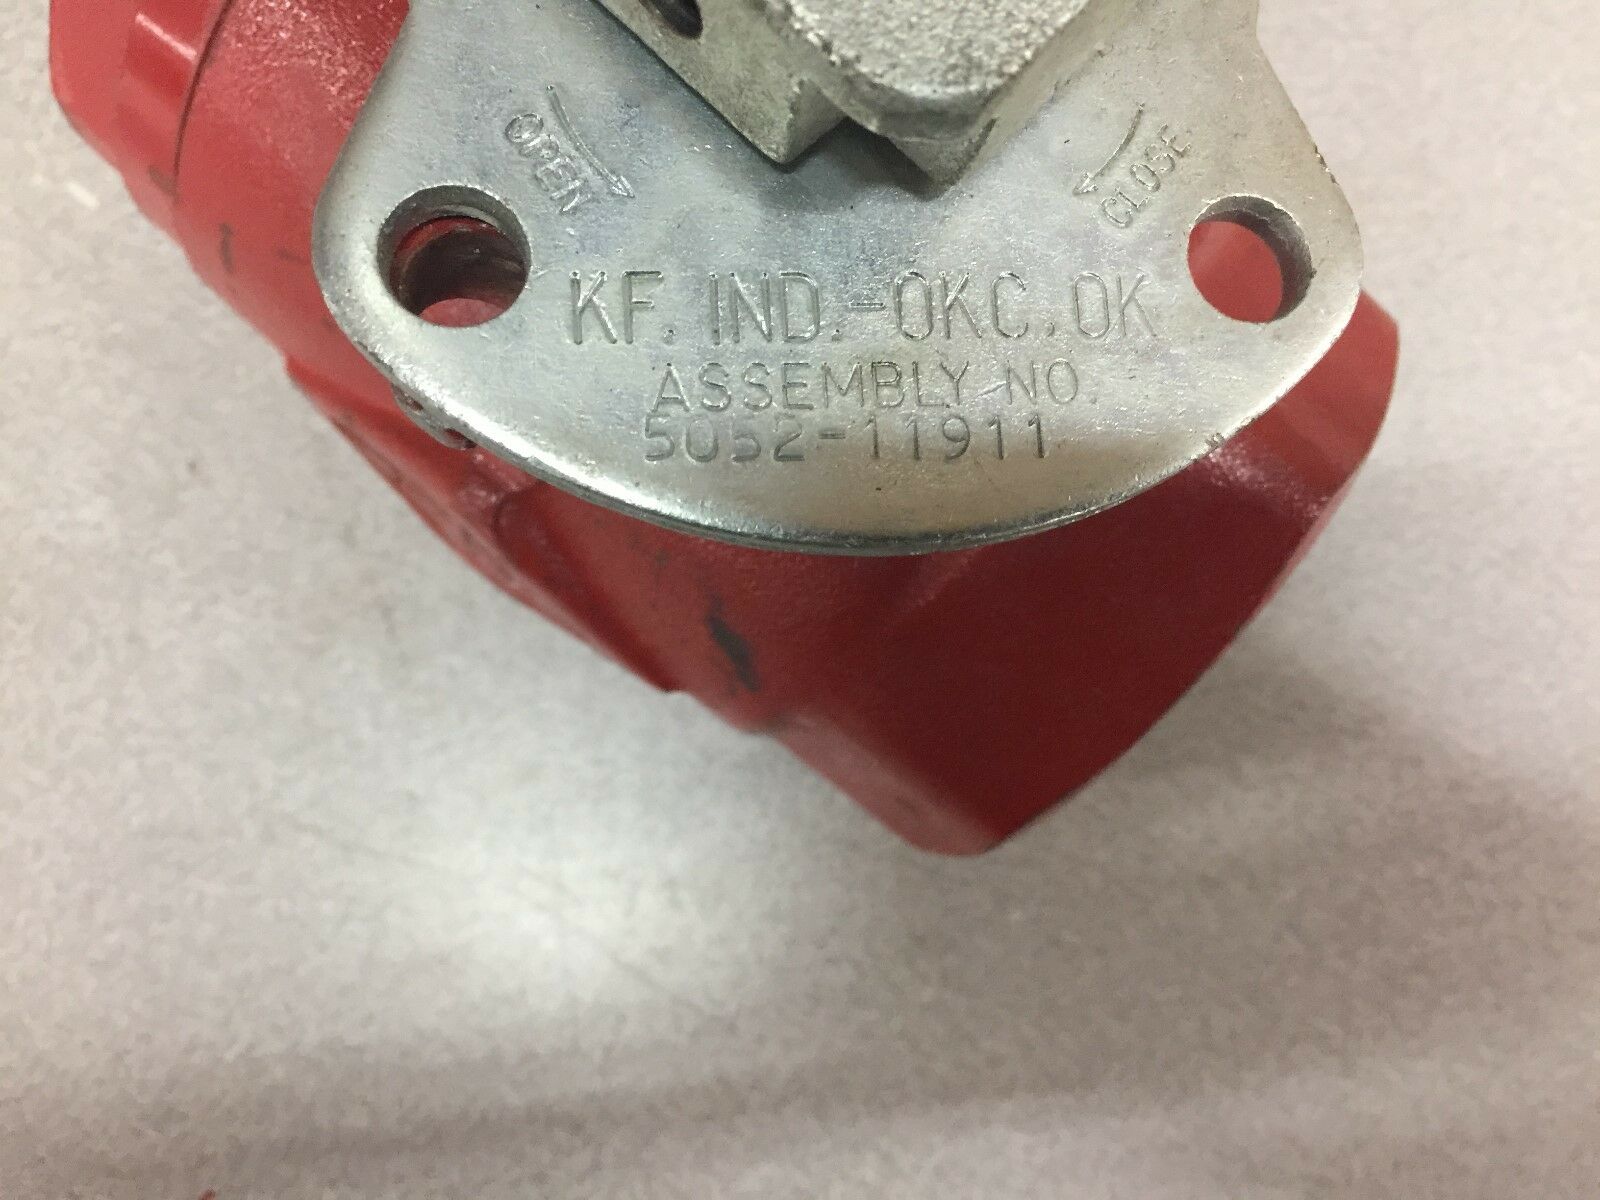 OPEN
CLOSE
KF. IND.-OKC. OK
ASSEMBLY NO.
5052-11911